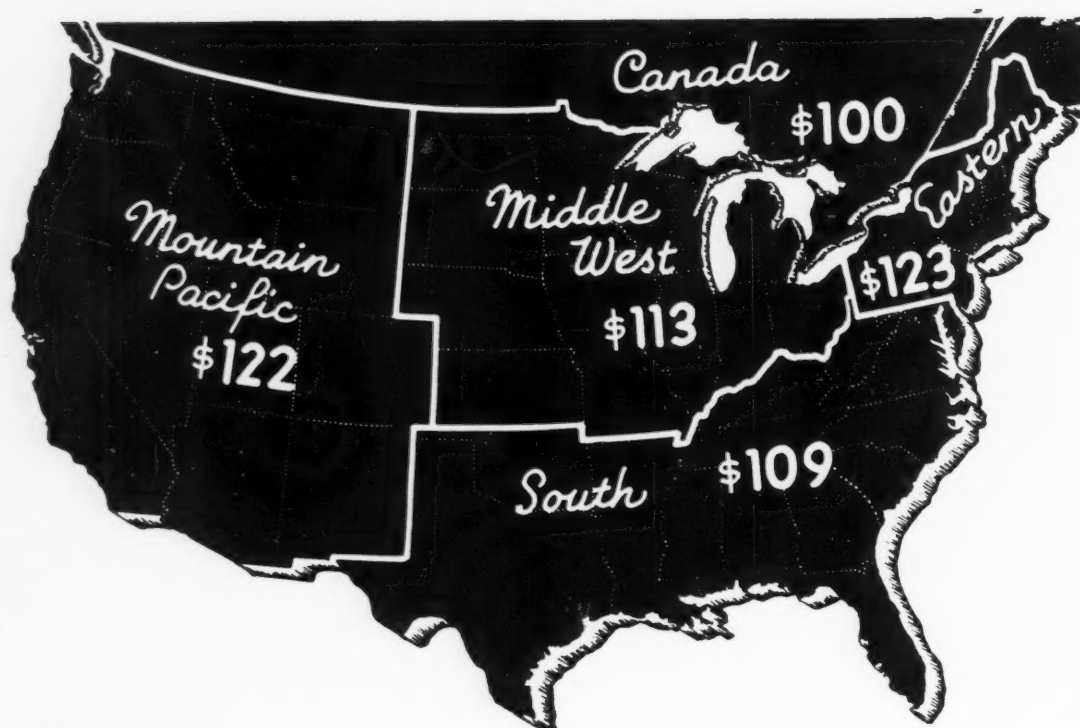 Canada
$100
Eastern
$123
Middle
West
$113
Mountain
Pacific
$122
South
$109